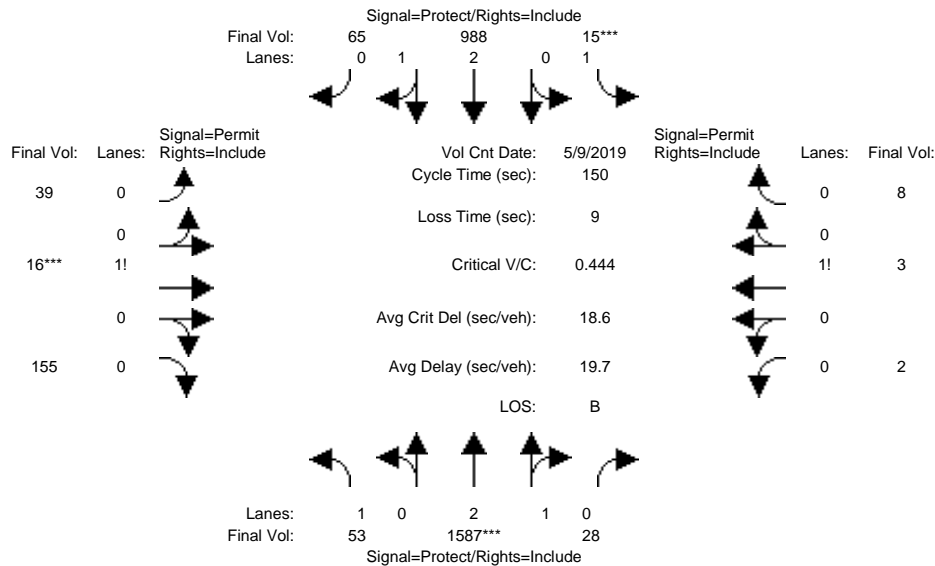 Signal=Protect/Rights=Include
Final Vol: 65 988 15***
Lanes: 0 1 2 0 1
Signal=Permit Signal=Permit
Final Vol: Lanes: Rights=Include Vol Cnt Date: 5/9/2019 Rights=Include Lanes: Final Vol:
Cycle Time (sec): 150
39 0 0 8
Loss Time (sec): 9
0 0
16*** 1! Critical V/C: 0.444 1! 3
0 Avg Crit Del (sec/veh): 18.6 0
155 0 Avg Delay (sec/veh): 19.7 0 2
LOS: B
Lanes: 1 0 2 1 0
Final Vol: 53 1587*** 28
Signal=Protect/Rights=Include